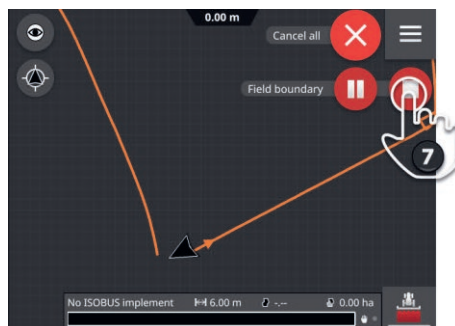 0.00 m
Cancel all
Field boundary
7
No ISOBUS implement 6.00 m -.-- 0.00 ha